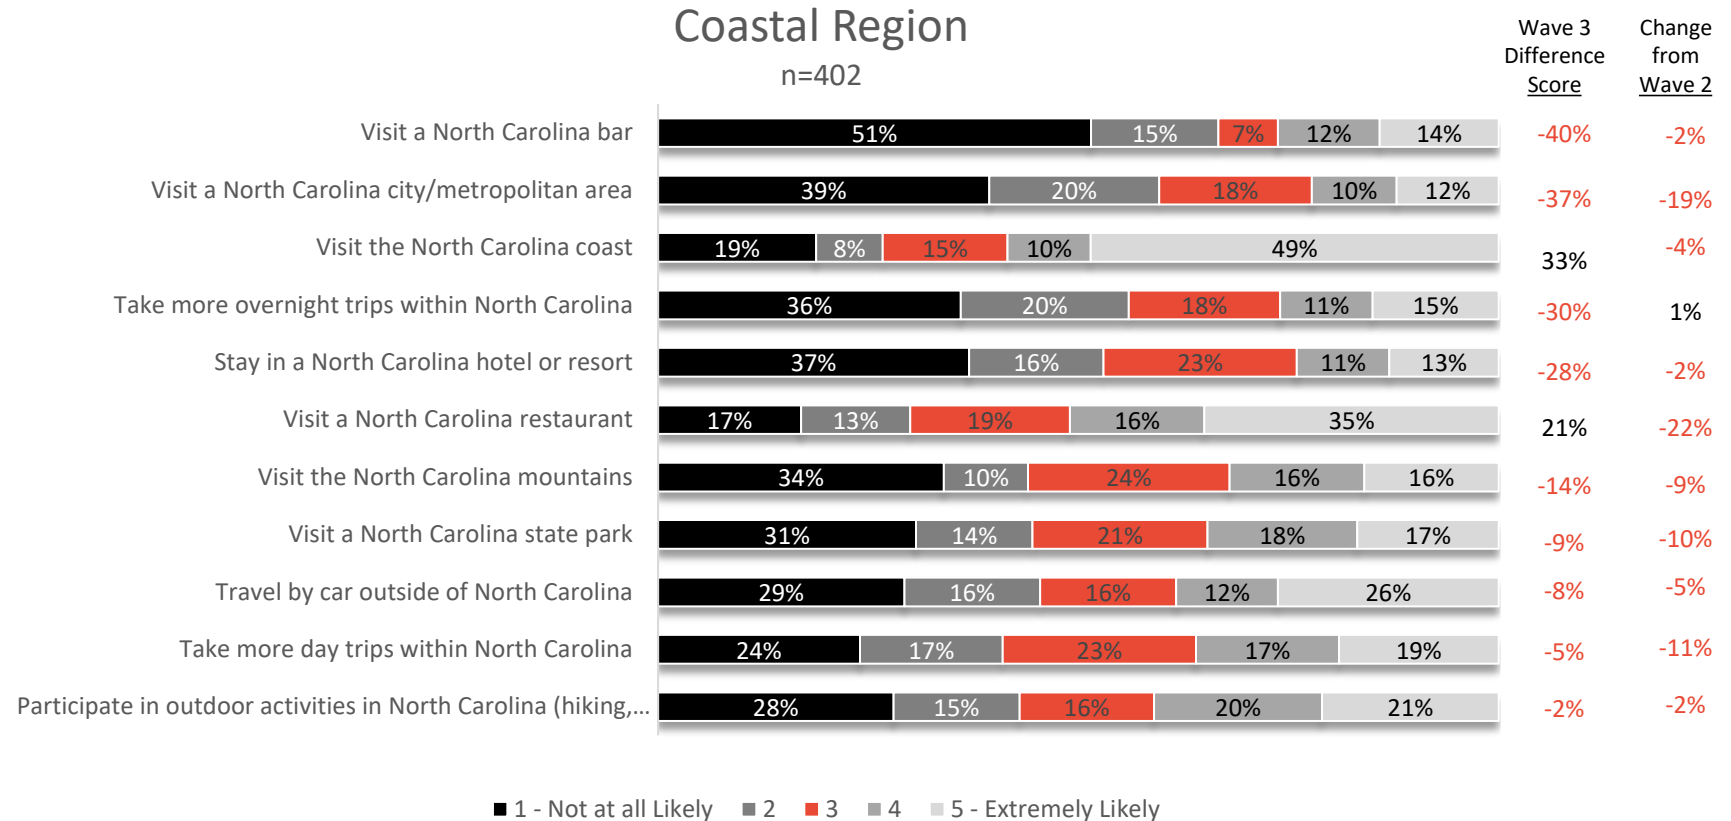 Coastal Region
n=402
Wave 3
Difference
Score
Change
from
Wave 2
Visit a North Carolina bar 51% 15% 7% 12% 14% -40% -2%
Visit a North Carolina city/metropolitan area 39% 20% 18% 10% 12% -37% -19%
Visit the North Carolina coast 19% 8% 15% 10% 49% 33% -4%
Take more overnight trips within North Carolina 36% 20% 18% 11% 15% -30% 1%
Stay in a North Carolina hotel or resort 37% 16% 23% 11% 13% -28% -2%
Visit a North Carolina restaurant 17% 13% 19% 16% 35% 21% -22%
Visit the North Carolina mountains 34% 10% 24% 16% 16% -14% -9%
Visit a North Carolina state park 31% 14% 21% 18% 17% -9% -10%
Travel by car outside of North Carolina 29% 16% 16% 12% 26% -8% -5%
Take more day trips within North Carolina 24% 17% 23% 17% 19% -5% -11%
Participate in outdoor activities in North Carolina (hiking,... 28% 15% 16% 20% 21% -2% -2%
1 - Not at all Likely 2 3 4 5 - Extremely Likely